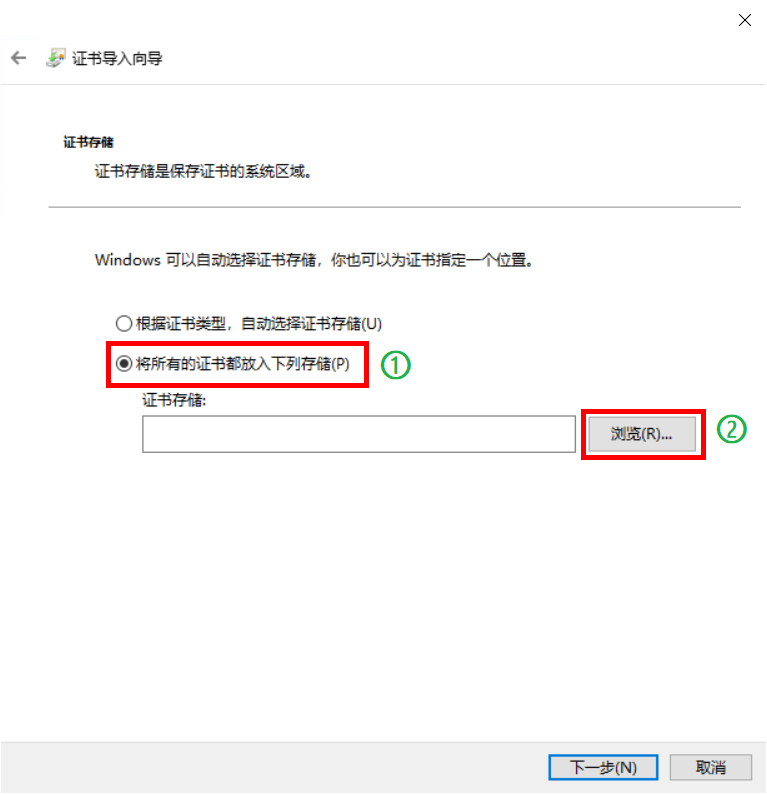 证书导入向导
证书存储
证书存储是保存证书的系统区域。
Windows 可以自动选择证书存储，你也可以为证书指定一个位置。
根据证书类型，自动选择证书存储(U)
将所有的证书都放入下列存储(P) ①
证书存储:
浏览(R)... ②
下一步(N) 取消